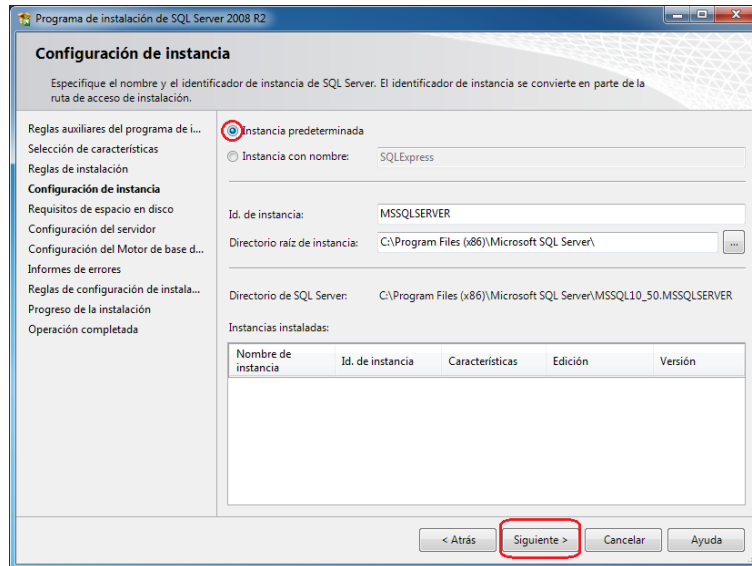 Programa de instalación de SQL Server 2008 R2
Configuración de instancia
Especifique el nombre y el identificador de instancia de SQL Server. El identificador de instancia se convierte en parte de la
ruta de acceso de instalación.
Reglas auxiliares del programa de i...
Selección de características
Reglas de instalación
Configuración de instancia
Requisitos de espacio en disco
Configuración del servidor
Configuración del Motor de base d...
Informes de errores
Reglas de configuración de instala...
Progreso de la instalación
Operación completada
Instancia predeterminada
Instancia con nombre: SQLExpress
Id. de instancia: MSSQLSERVER
Directorio raíz de instancia: C:\Program Files (x86)\Microsoft SQL Server\ ...
Directorio de SQL Server: C:\Program Files (x86)\Microsoft SQL Server\MSSQL10_50.MSSQLSERVER
Instancias instaladas:
Nombre de
instancia Id. de instancia Características Edición Versión
< Atrás Siguiente > Cancelar Ayuda